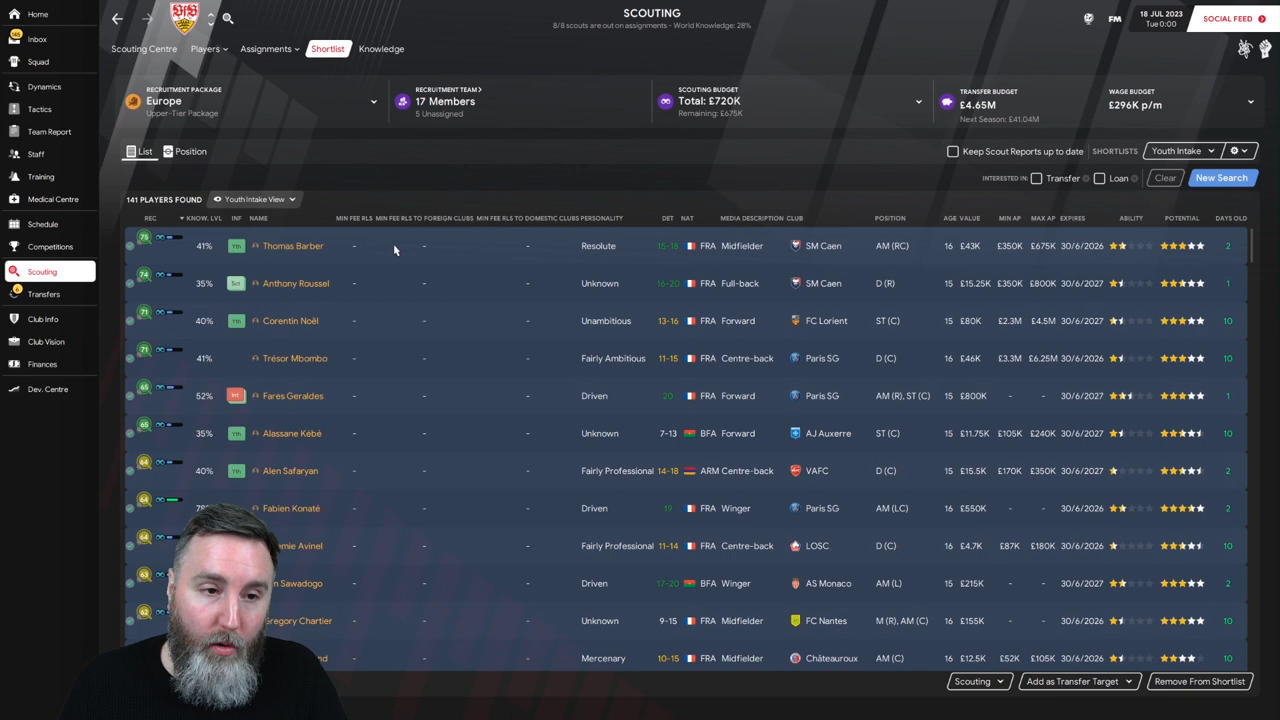 Home
145
Inbox
Squad
Dynamics
Tactics
Team Report
Staff
Training
Medical Centre
Schedule
Competitions
Scouting
6
Transfers
Club Info
Club Vision
Finances
Dev. Centre
VfB
SCOUTING
8/8 scouts are out on assignments - World Knowledge: 28%
FM
18 JUL 2023
Tue 0:00
SOCIAL FEED
Scouting Centre Players Assignments Shortlist Knowledge
RECRUITMENT PACKAGE
Europe
Upper-Tier Package
RECRUITMENT TEAM
17 Members
5 Unassigned
SCOUTING BUDGET
Total: £720K
Remaining: £675K
TRANSFER BUDGET
£4.65M
Next Season: £41.04M
WAGE BUDGET
£296K p/m
List Position
Keep Scout Reports up to date SHORTLISTS Youth Intake
INTERESTED IN: Transfer Loan Clear New Search
141 PLAYERS FOUND Youth Intake View
REC KNOW. LVL INF NAME MIN FEE RLS MIN FEE RLS TO FOREIGN CLUBS MIN FEE RLS TO DOMESTIC CLUBS PERSONALITY DET NAT MEDIA DESCRIPTION CLUB POSITION AGE VALUE MIN AP MAX AP EXPIRES ABILITY POTENTIAL DAYS OLD
75 41% Yth Thomas Barber - - - Resolute 15-18 FRA Midfielder SM Caen AM (RC) 16 £43K £350K £675K 30/6/2026 2
74 35% Sct Anthony Roussel - - - Unknown 16-20 FRA Full-back SM Caen D (R) 15 £15.25K £350K £800K 30/6/2027 1
71 40% Yth Corentin Noël - - - Unambitious 13-16 FRA Forward FC Lorient ST (C) 15 £80K £2.3M £4.5M 30/6/2027 10
71 41% Trésor Mbombo - - - Fairly Ambitious 11-15 FRA Centre-back Paris SG D (C) 16 £46K £3.3M £6.25M 30/6/2026 10
65 52% Int Fares Geraldes - - - Driven 20 FRA Forward Paris SG AM (R), ST (C) 15 £800K - - 30/6/2027 1
65 35% Yth Alassane Kébé - - - Unknown 7-13 BFA Forward AJ Auxerre ST (C) 15 £11.75K £105K £240K 30/6/2027 10
64 40% Yth Alen Safaryan - - - Fairly Professional 14-18 ARM Centre-back VAFC D (C) 15 £15.5K £170K £350K 30/6/2027 2
64 Fabien Konaté - - - Driven 19 FRA Winger Paris SG AM (LC) 16 £550K - - 30/6/2026 2
64 Avinel - - - Fairly Professional 11-14 FRA Centre-back LOSC D (C) 16 £4.7K £87K £180K 30/6/2026 10
63 Sawadogo - - - Driven 17-20 BFA Winger AS Monaco AM (L) 15 £215K - - 30/6/2027 2
62 Gregory Chartier - - - Unknown 9-15 FRA Midfielder FC Nantes M (R), AM (C) 16 £155K - - 30/6/2026 10
- - - Mercenary 10-15 FRA Midfielder Châteauroux AM (C) 16 £12.5K £52K £105K 30/6/2026 10
Scouting Add as Transfer Target Remove From Shortlist